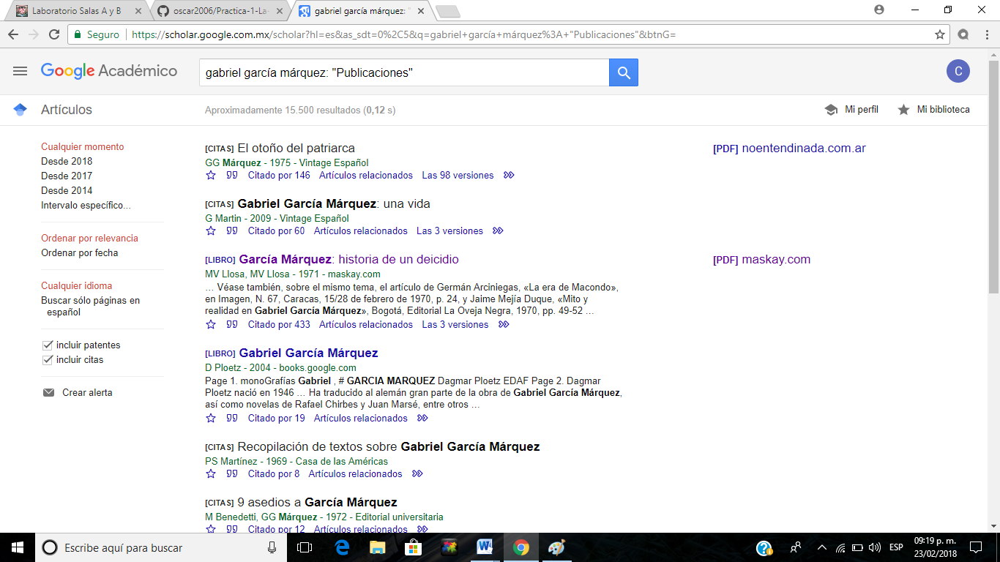 Laboratorio Salas A y B
oscar2006/Practica-1-La-
gabriel garcía márquez: "
Seguro
https://scholar.google.com.mx/scholar?hl=es&as_sdt=0%2C5&q=gabriel+garcía+márquez%3A+"Publicaciones"&btnG=
Google Académico
gabriel garcía márquez: "Publicaciones"
C
Artículos
Aproximadamente 15.500 resultados (0,12 s)
Mi perfil
Mi biblioteca
Cualquier momento
Desde 2018
Desde 2017
Desde 2014
Intervalo específico...
Ordenar por relevancia
Ordenar por fecha
Cualquier idioma
Buscar sólo páginas en
español
incluir patentes
incluir citas
Crear alerta
[CITAS] El otoño del patriarca
GG Márquez - 1975 - Vintage Español
Citado por 146 Artículos relacionados Las 98 versiones
[PDF] noentendinada.com.ar
[CITAS] Gabriel García Márquez: una vida
G Martin - 2009 - Vintage Español
Citado por 60 Artículos relacionados Las 3 versiones
[LIBRO] García Márquez: historia de un deicidio
MV Llosa, MV Llosa - 1971 - maskay.com
... Véase también, sobre el mismo tema, el artículo de Germán Arciniegas, «La era de Macondo»,
en Imagen, N. 67, Caracas, 15/28 de febrero de 1970, p. 24, y Jaime Mejía Duque, «Mito y
realidad en Gabriel García Márquez», Bogotá, Editorial La Oveja Negra, 1970, pp. 49-52 ...
Citado por 433 Artículos relacionados Las 3 versiones
[PDF] maskay.com
[LIBRO] Gabriel García Márquez
D Ploetz - 2004 - books.google.com
Page 1. monoGrafías Gabriel , # GARCIA MARQUEZ Dagmar Ploetz EDAF Page 2. Dagmar
Ploetz nació en 1946 ... Ha traducido al alemán gran parte de la obra de Gabriel García Márquez,
así como novelas de Rafael Chirbes y Juan Marsé, entre otros ...
Citado por 19 Artículos relacionados
[CITAS] Recopilación de textos sobre Gabriel García Márquez
PS Martínez - 1969 - Casa de las Américas
Citado por 8 Artículos relacionados
[CITAS] 9 asedios a García Márquez
M Benedetti, GG Márquez - 1972 - Editorial universitaria
Citado por 12 Artículos relacionados
Escribe aquí para buscar
ESP
09:19 p. m.
23/02/2018